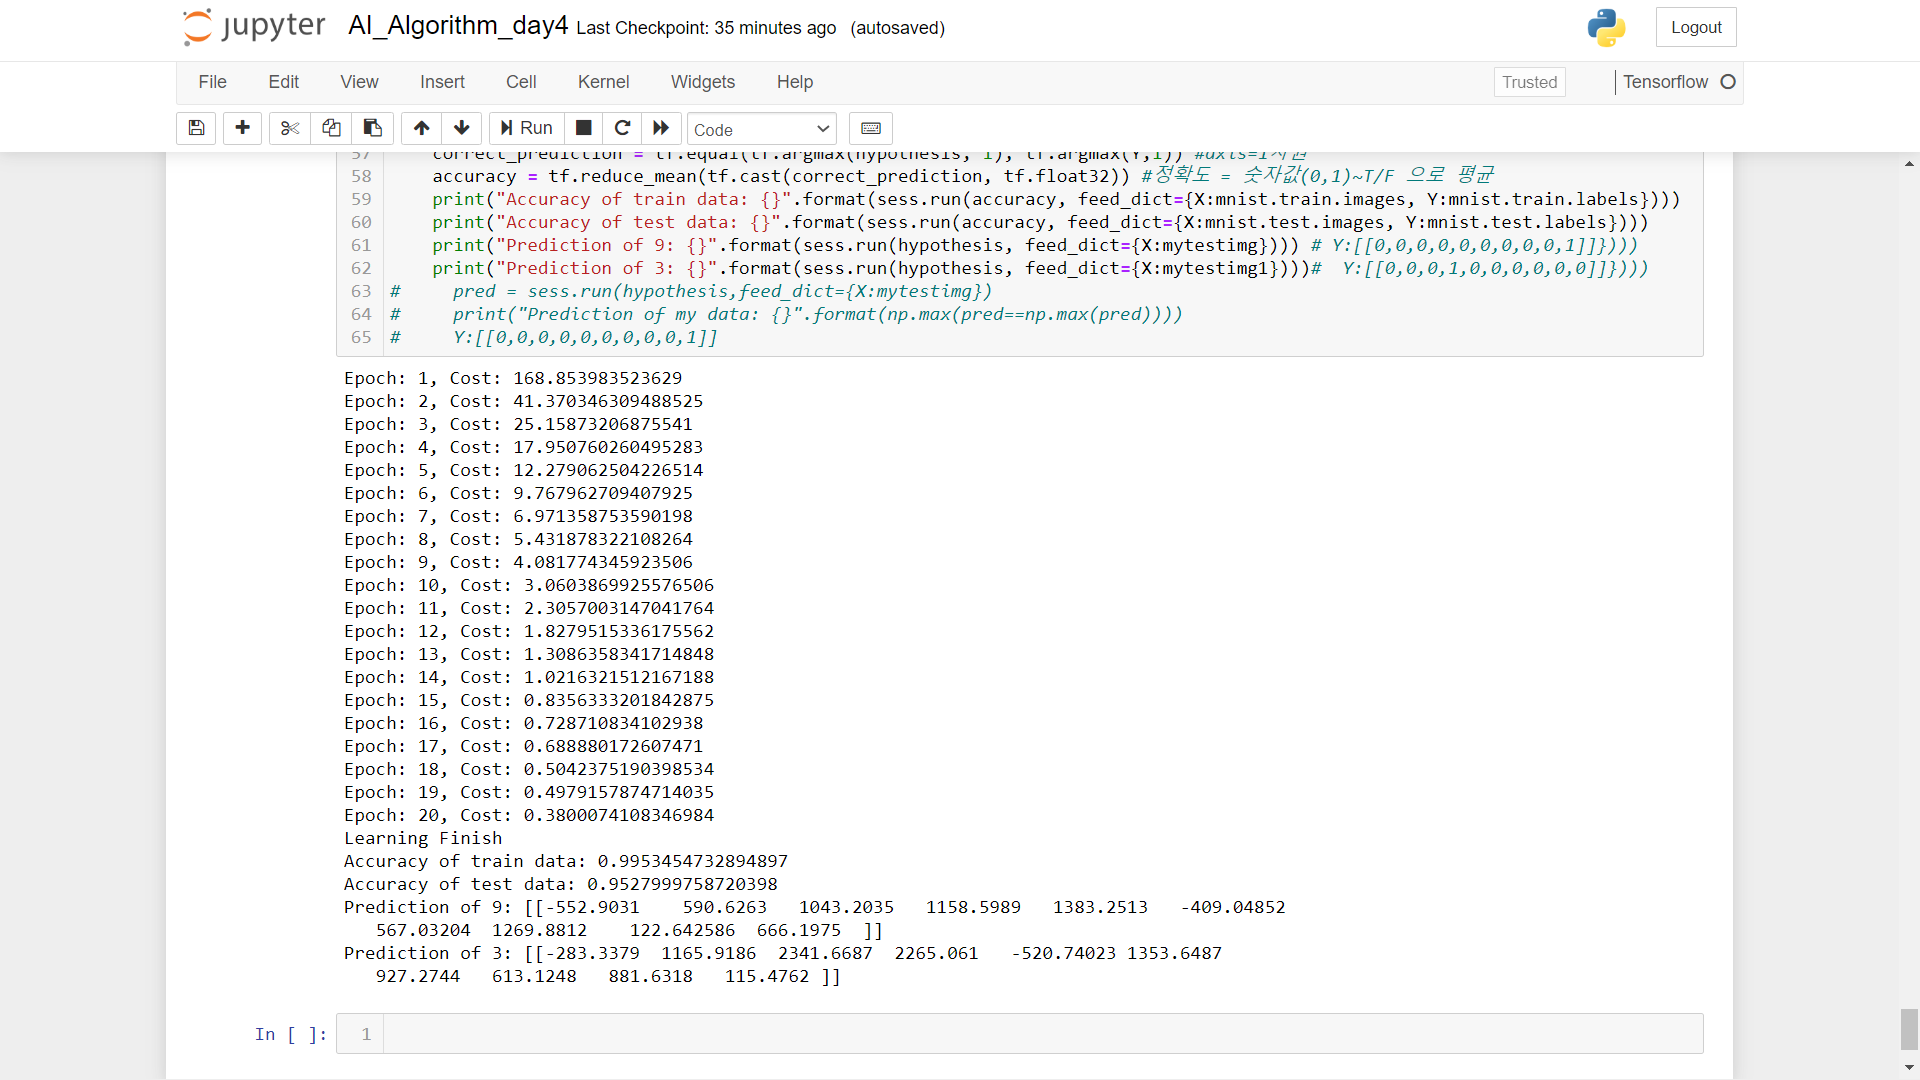 jupyter AI_Algorithm_day4 Last Checkpoint: 35 minutes ago (autosaved) Logout
File Edit View Insert Cell Kernel Widgets Help Trusted Tensorflow
Run Code
57 correct_prediction = tf.equal(tf.argmax(hypothesis, 1), tf.argmax(Y,1)) #axis=1
58 accuracy = tf.reduce_mean(tf.cast(correct_prediction, tf.float32)) #정확도 = 숫자값(0,1)~T/F 으로 평균
59 print("Accuracy of train data: {}".format(sess.run(accuracy, feed_dict={X:mnist.train.images, Y:mnist.train.labels})))
60 print("Accuracy of test data: {}".format(sess.run(accuracy, feed_dict={X:mnist.test.images, Y:mnist.test.labels})))
61 print("Prediction of 9: {}".format(sess.run(hypothesis, feed_dict={X:mytestimg}))) # Y:[[0,0,0,0,0,0,0,0,0,1]]})))
62 print("Prediction of 3: {}".format(sess.run(hypothesis, feed_dict={X:mytestimg1})))# Y:[[0,0,0,1,0,0,0,0,0,0]]})))
63 # pred = sess.run(hypothesis,feed_dict={X:mytestimg})
64 # print("Prediction of my data: {}".format(np.max(pred==np.max(pred))))
65 # Y:[[0,0,0,0,0,0,0,0,0,1]]
Epoch: 1, Cost: 168.853983523629
Epoch: 2, Cost: 41.370346309488525
Epoch: 3, Cost: 25.15873206875541
Epoch: 4, Cost: 17.950760260495283
Epoch: 5, Cost: 12.279062504226514
Epoch: 6, Cost: 9.767962709407925
Epoch: 7, Cost: 6.971358753590198
Epoch: 8, Cost: 5.431878322108264
Epoch: 9, Cost: 4.081774345923506
Epoch: 10, Cost: 3.0603869925576506
Epoch: 11, Cost: 2.3057003147041764
Epoch: 12, Cost: 1.8279515336175562
Epoch: 13, Cost: 1.3086358341714848
Epoch: 14, Cost: 1.0216321512167188
Epoch: 15, Cost: 0.8356333201842875
Epoch: 16, Cost: 0.728710834102938
Epoch: 17, Cost: 0.688880172607471
Epoch: 18, Cost: 0.5042375190398534
Epoch: 19, Cost: 0.4979157874714035
Epoch: 20, Cost: 0.3800074108346984
Learning Finish
Accuracy of train data: 0.9953454732894897
Accuracy of test data: 0.9527999758720398
Prediction of 9: [[-552.9031 590.6263 1043.2035 1158.5989 1383.2513 -409.04852
567.03204 1269.8812 122.642586 666.1975 ]]
Prediction of 3: [[-283.3379 1165.9186 2341.6687 2265.061 -520.74023 1353.6487
927.2744 613.1248 881.6318 115.4762 ]]
In [ ]: 1